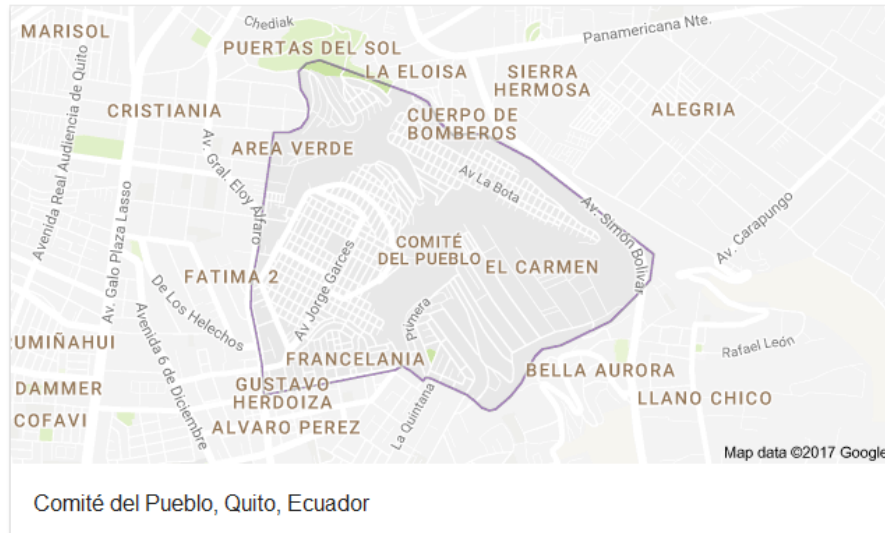 Chediak
MARISOL
PUERTAS DEL SOL
Panamericana Nte.
LA ELOISA
SIERRA
HERMOSA
CRISTIANIA
CUERPO DE
BOMBEROS
ALEGRIA
AREA VERDE
Avenida Real Audiencia de Quito
Av. Gral. Eloy Alfaro
Av La Bota
Av. Galo Plaza Lasso
Av. Simón Bolívar
Av. Carapungo
COMITÉ
DEL PUEBLO
EL CARMEN
FATIMA 2
Av Jorge Garces
De Los Helechos
Primera
Avenida 6 de Diciembre
RUMIÑAHUI
FRANCELANIA
Rafael León
DAMMER
GUSTAVO
HERDOIZA
BELLA AURORA
LLANO CHICO
COFAVI
ALVARO PEREZ
La Quintana
Map data ©2017 Google
Comité del Pueblo, Quito, Ecuador